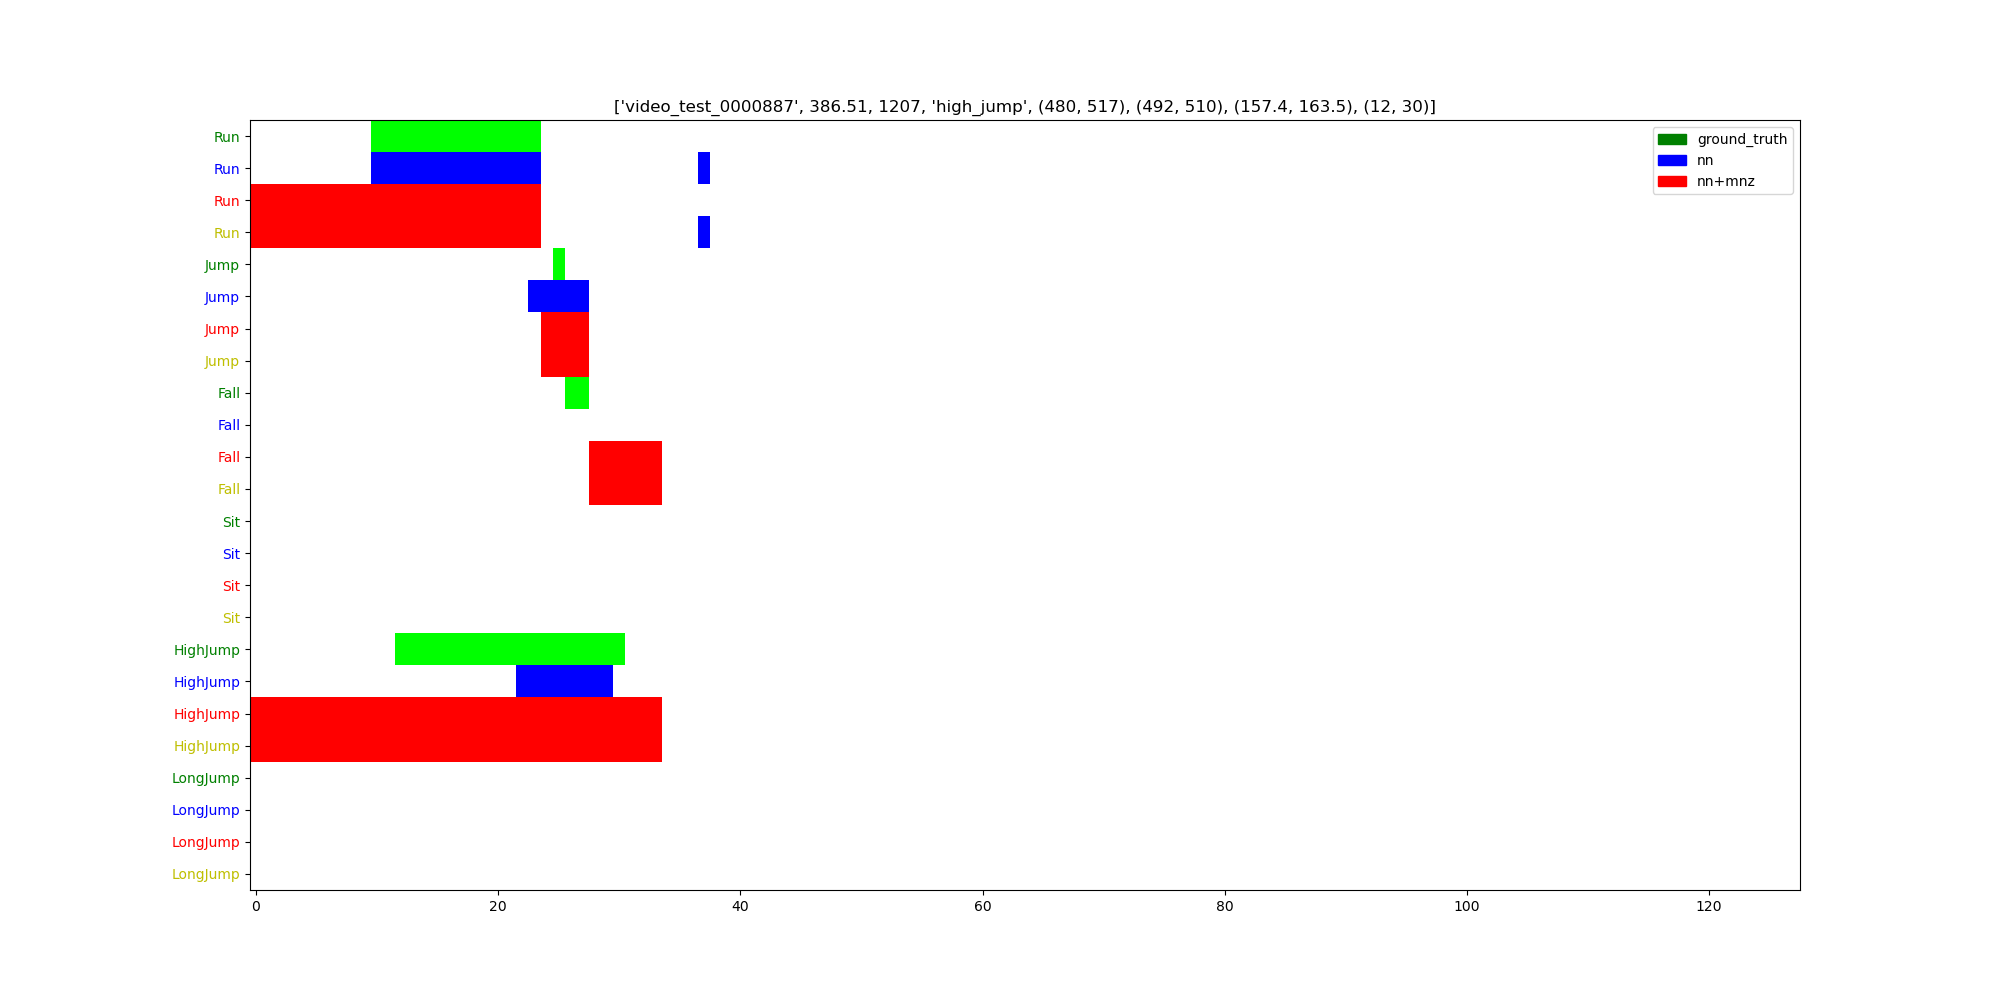 ['video_test_0000887', 386.51, 1207, 'high_jump', (480, 517), (492, 510), (157.4, 163.5), (12, 30)]
Run
Run
Run
Run
Jump
Jump
Jump
Jump
Fall
Fall
Fall
Fall
Sit
Sit
Sit
Sit
HighJump
HighJump
HighJump
HighJump
LongJump
LongJump
LongJump
LongJump
ground_truth
nn
nn+mnz
0 20 40 60 80 100 120